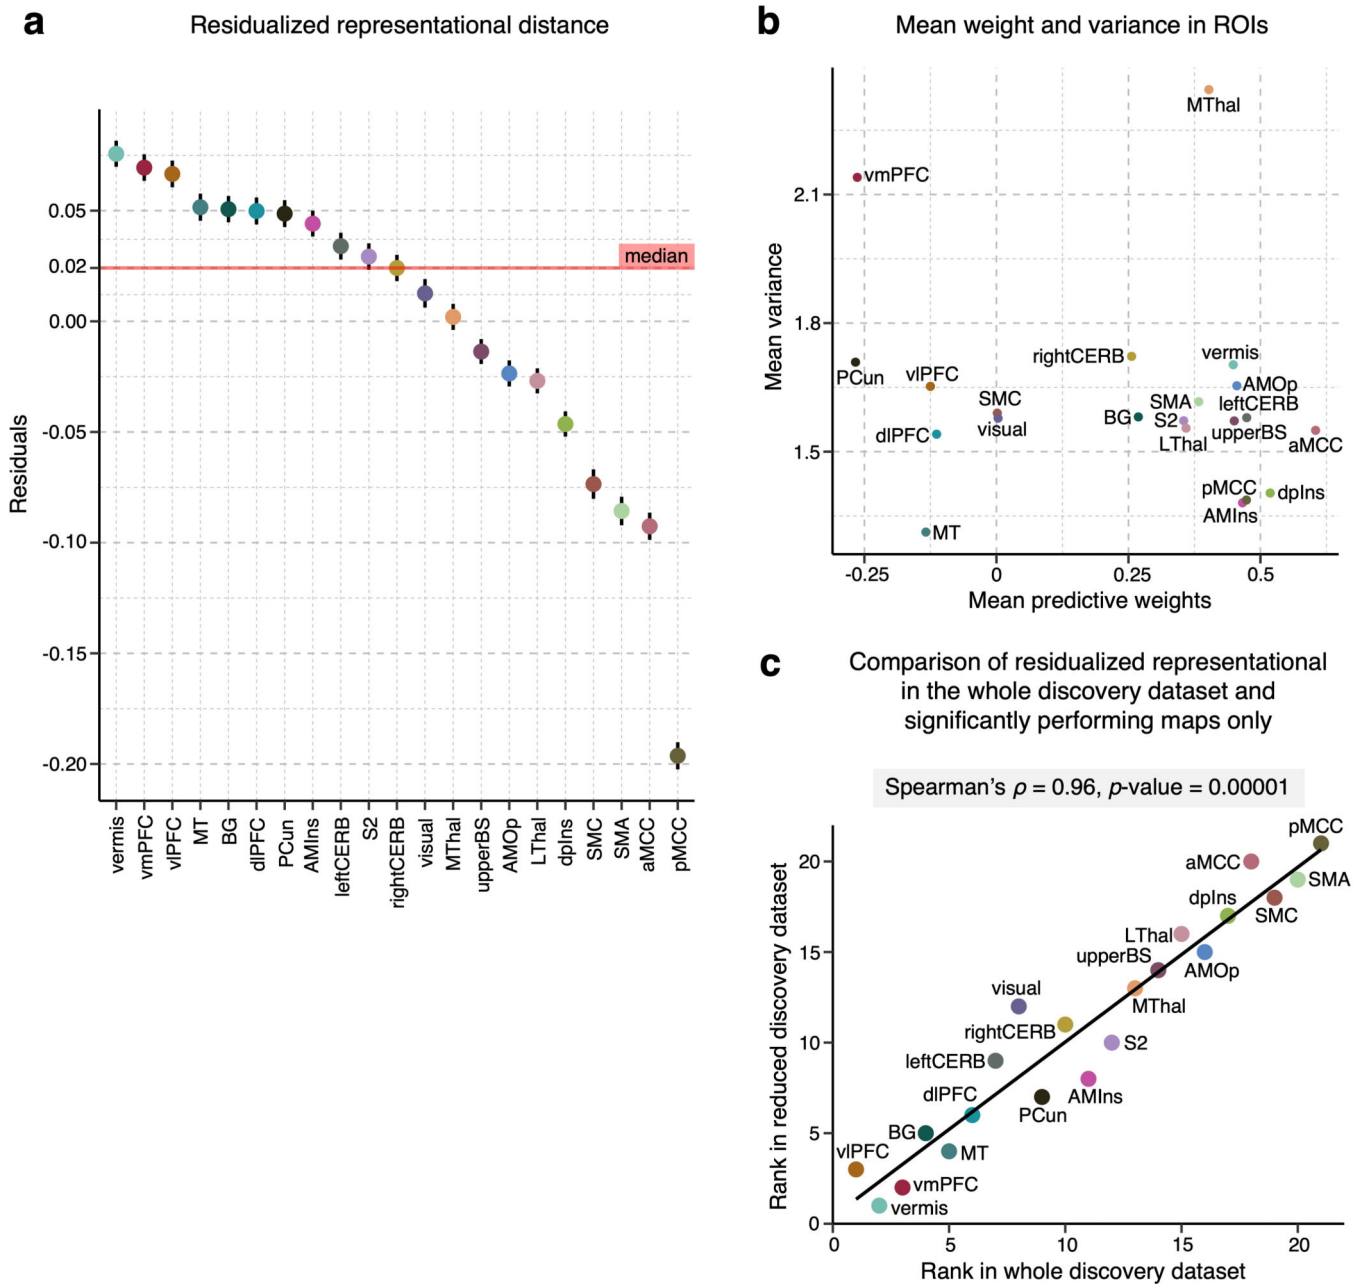 a
Residualized representational distance
Residuals
0.05
0.02
0.00
-0.05
-0.10
-0.15
-0.20
median
vermis
vmPFC
vlPFC
MT
BG
dlPFC
PCun
AMIns
leftCERB
S2
rightCERB
visual
MThal
upperBS
AMOp
LThal
dpIns
SMC
SMA
aMCC
pMCC
b
Mean weight and variance in ROIs
Mean variance
2.1
1.8
1.5
MThal
vmPFC
PCun
vlPFC
rightCERB
vermis
AMOp
SMC
SMA
leftCERB
visual
BG
S2
dlPFC
LThal
upperBS
aMCC
pMCC
dpIns
AMIns
MT
-0.25
0
0.25
0.5
Mean predictive weights
c
Comparison of residualized representational
in the whole discovery dataset and
significantly performing maps only
Spearman's ρ = 0.96, p-value = 0.00001
Rank in reduced discovery dataset
20
15
10
5
0
pMCC
aMCC
SMA
dpIns
SMC
LThal
upperBS
AMOp
visual
MThal
rightCERB
S2
leftCERB
dlPFC
AMIns
PCun
BG
MT
vlPFC
vmPFC
vermis
0
5
10
15
20
Rank in whole discovery dataset